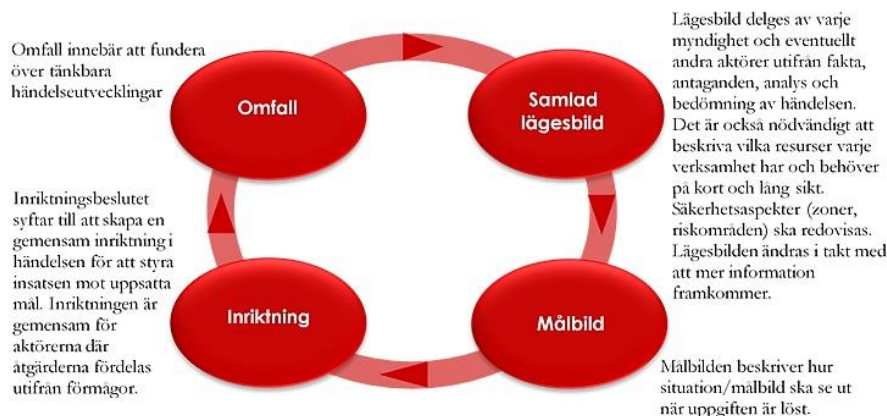 Omfall innebär att fundera
över tänkbara
händelseutvecklingar
Omfall
Samlad
lägesbild
Lägesbild delges av varje
myndighet och eventuellt
andra aktörer utifrån fakta,
antaganden, analys och
bedömning av händelsen.
Det är också nödvändigt att
beskriva vilka resurser varje
verksamhet har och behöver
på kort och lång sikt.
Säkerhetsaspekter (zoner,
riskområden) ska redovisas.
Lägesbilden ändras i takt med
att mer information
framkommer.
Inriktningsbeslutet
syftar till att skapa en
gemensam inriktning i
händelsen för att styra
insatsen mot uppsatta
mål. Inriktningen är
gemensam för
aktörerna där
åtgärderna fördelas
utifrån förmågor.
Inriktning
Målbild
Målbilden beskriver hur
situation/målbild ska se ut
när uppgiften är löst.